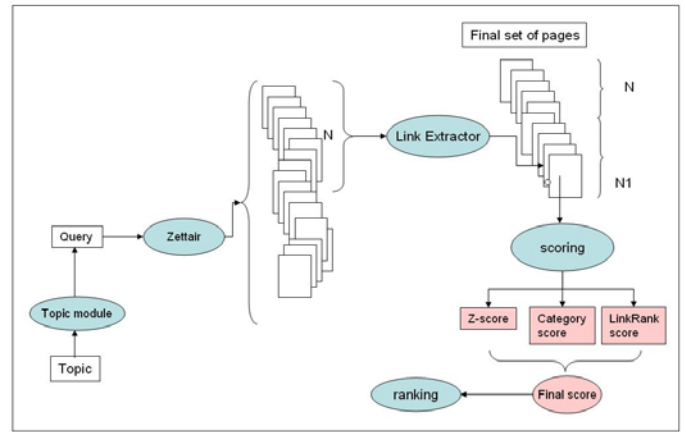 Final set of pages
N
N
Link Extractor
N1
Query
Zettair
scoring
Topic module
Z-score
Category
score
LinkRank
score
Topic
ranking
Final score